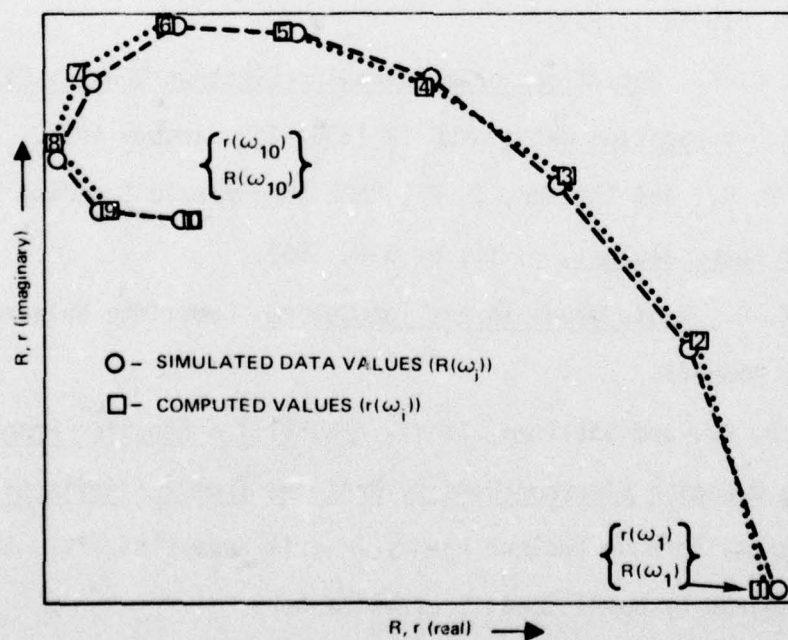 6
5
7
4
8
r(ω10)
R(ω10)
3
9
10
R, r (imaginary)
2
O – SIMULATED DATA VALUES (R(ωi))
□ – COMPUTED VALUES (r(ωi))
r(ω1)
R(ω1)
1
R, r (real)